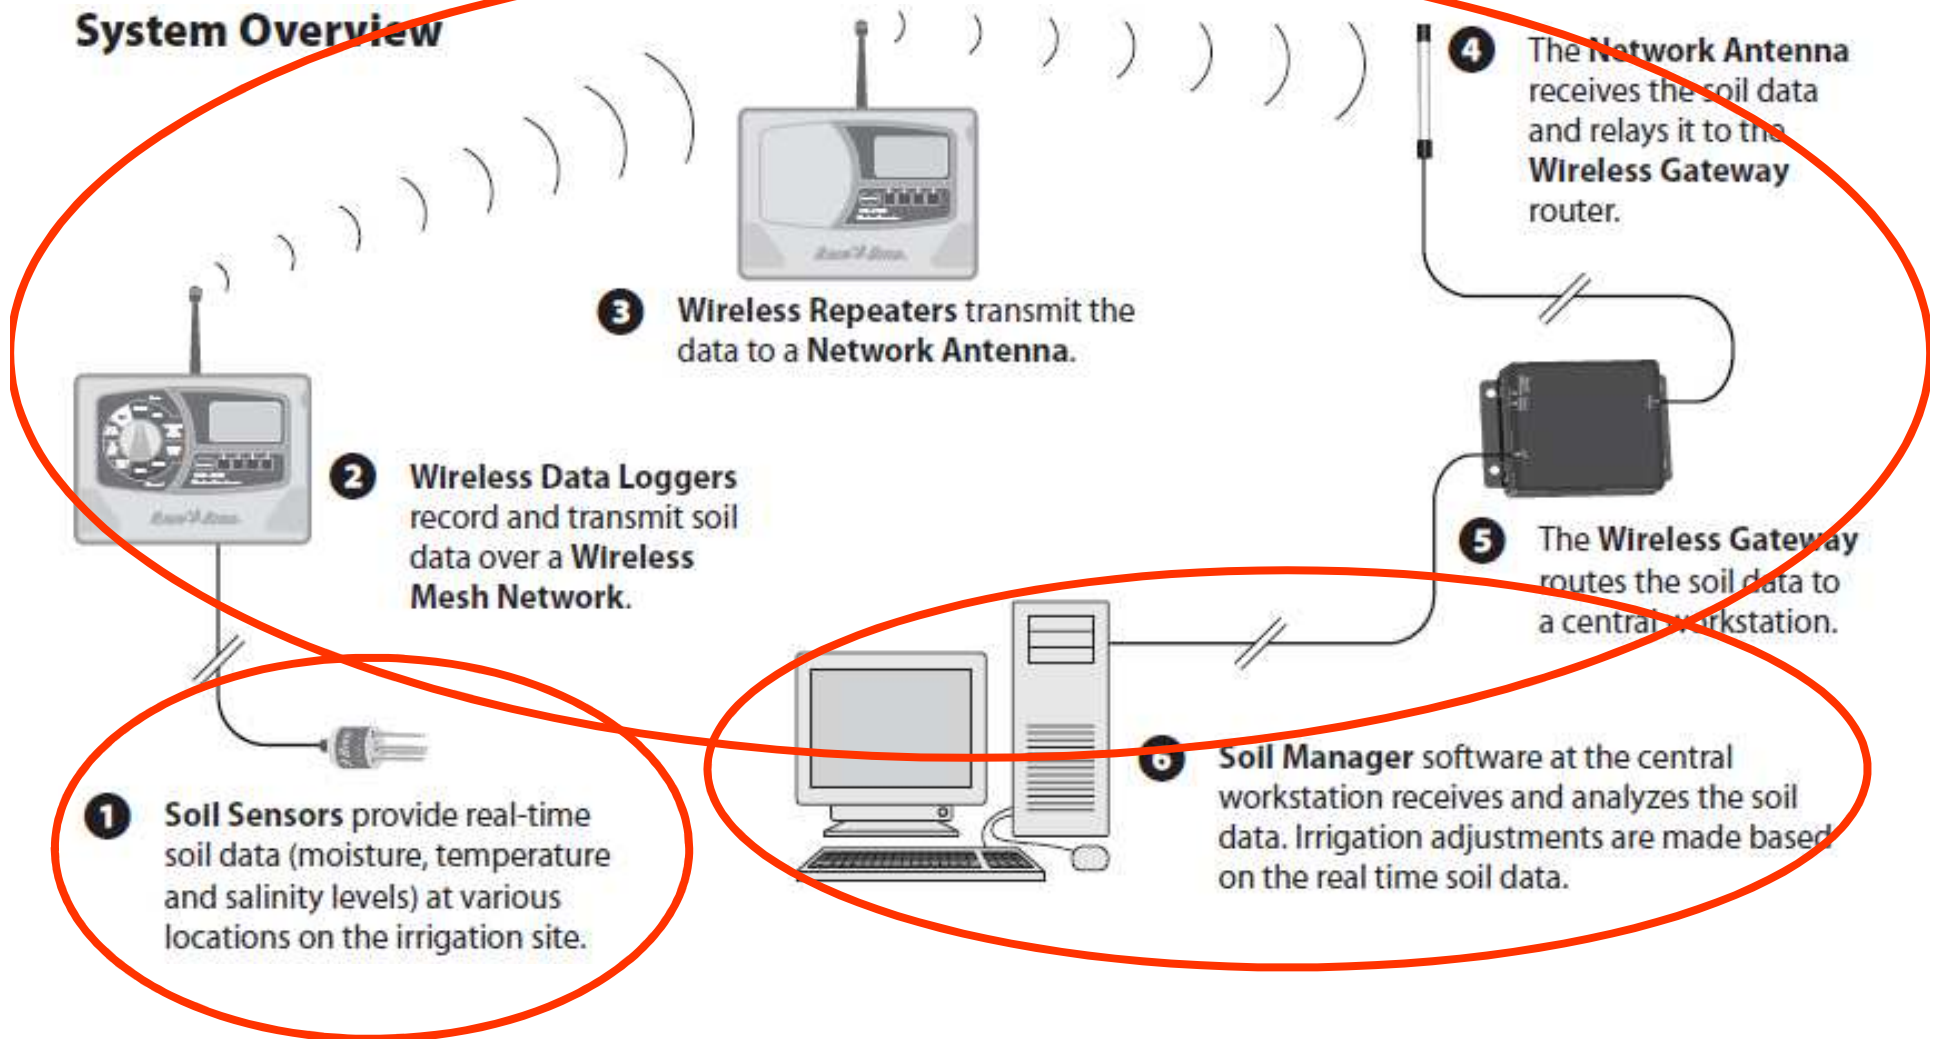 System Overview
4
The Network Antenna
receives the soil data
and relays it to the
Wireless Gateway
router.
3
Wireless Repeaters transmit the
data to a Network Antenna.
2
Wireless Data Loggers
record and transmit soil
data over a Wireless
Mesh Network.
5
The Wireless Gateway
routes the soil data to
a central workstation.
1
Soil Sensors provide real-time
soil data (moisture, temperature
and salinity levels) at various
locations on the irrigation site.
6
Soil Manager software at the central
workstation receives and analyzes the soil
data. Irrigation adjustments are made based
on the real time soil data.